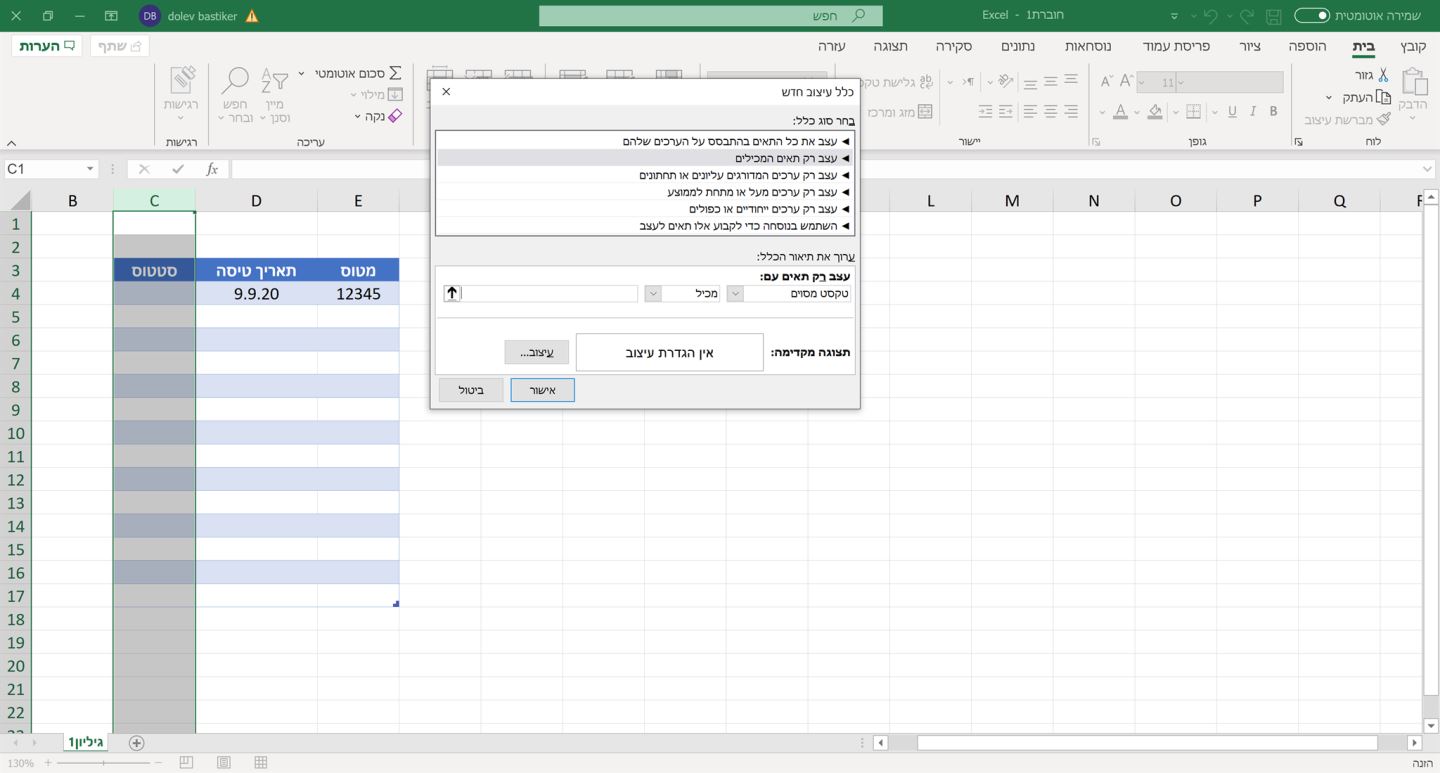 שמירה אוטומטית
חוברת1 - Excel
חפש
dolev bastiker
DB
קובץ
בית
הוספה
ציור
פריסת עמוד
נוסחאות
נתונים
סקירה
תצוגה
עזרה
שתף
הערות
הדבק
גזור
העתק
מברשת עיצוב
לוח
11
B I U
גופן
גלישת טק
מזג ומרכז
יישור
סכום אוטומטי
מילוי
נקה
מיין
וסנן
חפש
ובחר
עריכה
רגישות
רגישות
C1
fx
B C D E L M N O P Q
1
2
3 סטטוס תאריך טיסה מטוס
4 9.9.20 12345
5
6
7
8
9
10
11
12
13
14
15
16
17
18
19
20
21
22
כלל עיצוב חדש
בחר סוג כלל:
◄ עצב את כל התאים בהתבסס על הערכים שלהם
◄ עצב רק תאים המכילים
◄ עצב רק ערכים המדורגים עליונים או תחתונים
◄ עצב רק ערכים מעל או מתחת לממוצע
◄ עצב רק ערכים ייחודיים או כפולים
◄ השתמש בנוסחה כדי לקבוע אלו תאים לעצב
ערוך את תיאור הכלל:
עצב רק תאים עם:
טקסט מסוים
מכיל
תצוגה מקדימה:
אין הגדרת עיצוב
עיצוב...
אישור
ביטול
גיליון1
הזנה
130%